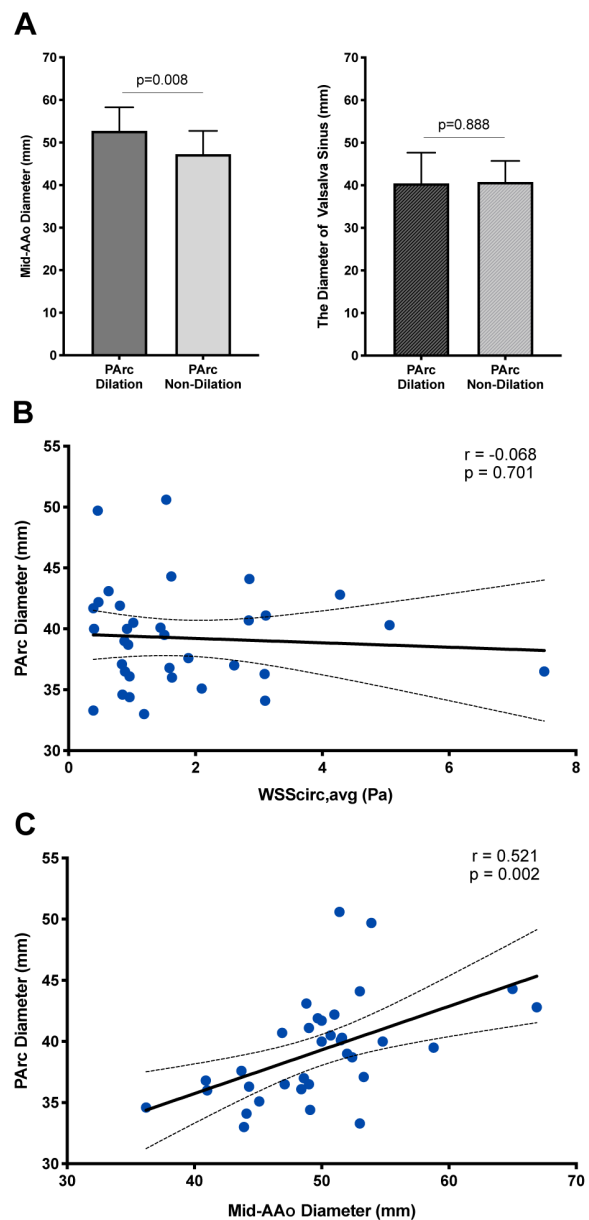 A
70
60
50
40
30
20
10
0
Mid-AAo Diameter (mm)
p=0.008
PArc
Dilation
PArc
Non-Dilation
70
60
50
40
30
20
10
0
The Diameter of Valsalva Sinus (mm)
p=0.888
PArc
Dilation
PArc
Non-Dilation
B
55
50
45
40
35
30
PArc Diameter (mm)
r = -0.068
p = 0.701
0 2 4 6 8
WSScirc,avg (Pa)
C
55
50
45
40
35
30
PArc Diameter (mm)
r = 0.521
p = 0.002
30 40 50 60 70
Mid-AAo Diameter (mm)